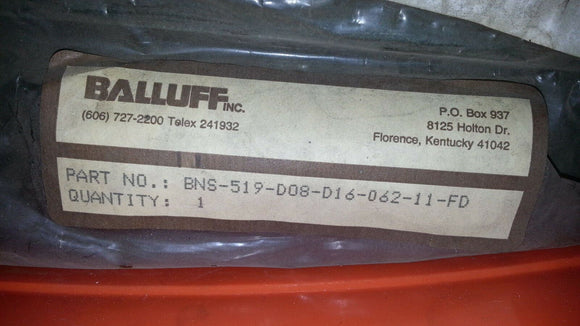 BALLUFF INC.
(606) 727-2200 Telex 241932
P.O. Box 937
8125 Holton Dr.
Florence, Kentucky 41042
PART NO.: BNS-519-D08-D16-062-11-FD
QUANTITY: 1